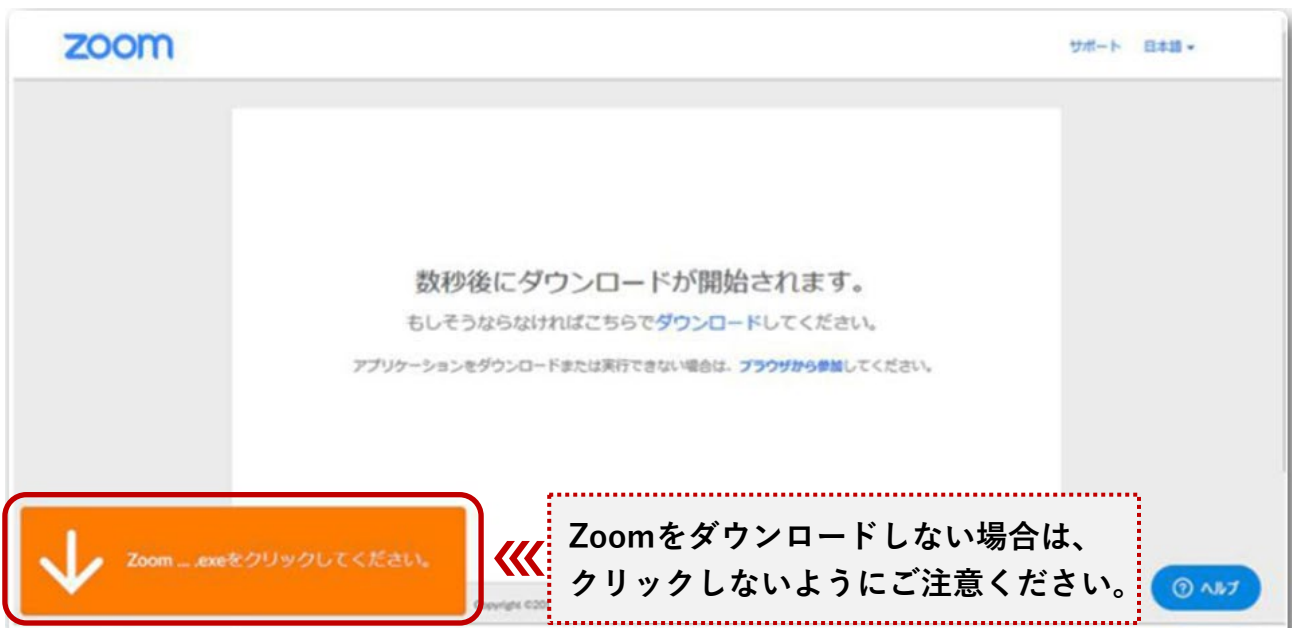 zoom
サポート 日本語
数秒後にダウンロードが開始されます。
もしそうならなければこちらでダウンロードしてください。
アプリケーションをダウンロードまたは実行できない場合は、ブラウザから参加してください。
Zoom ... .exeをクリックしてください。
Zoomをダウンロードしない場合は、
クリックしないようにご注意ください。
Copyright ©20
ヘルプ